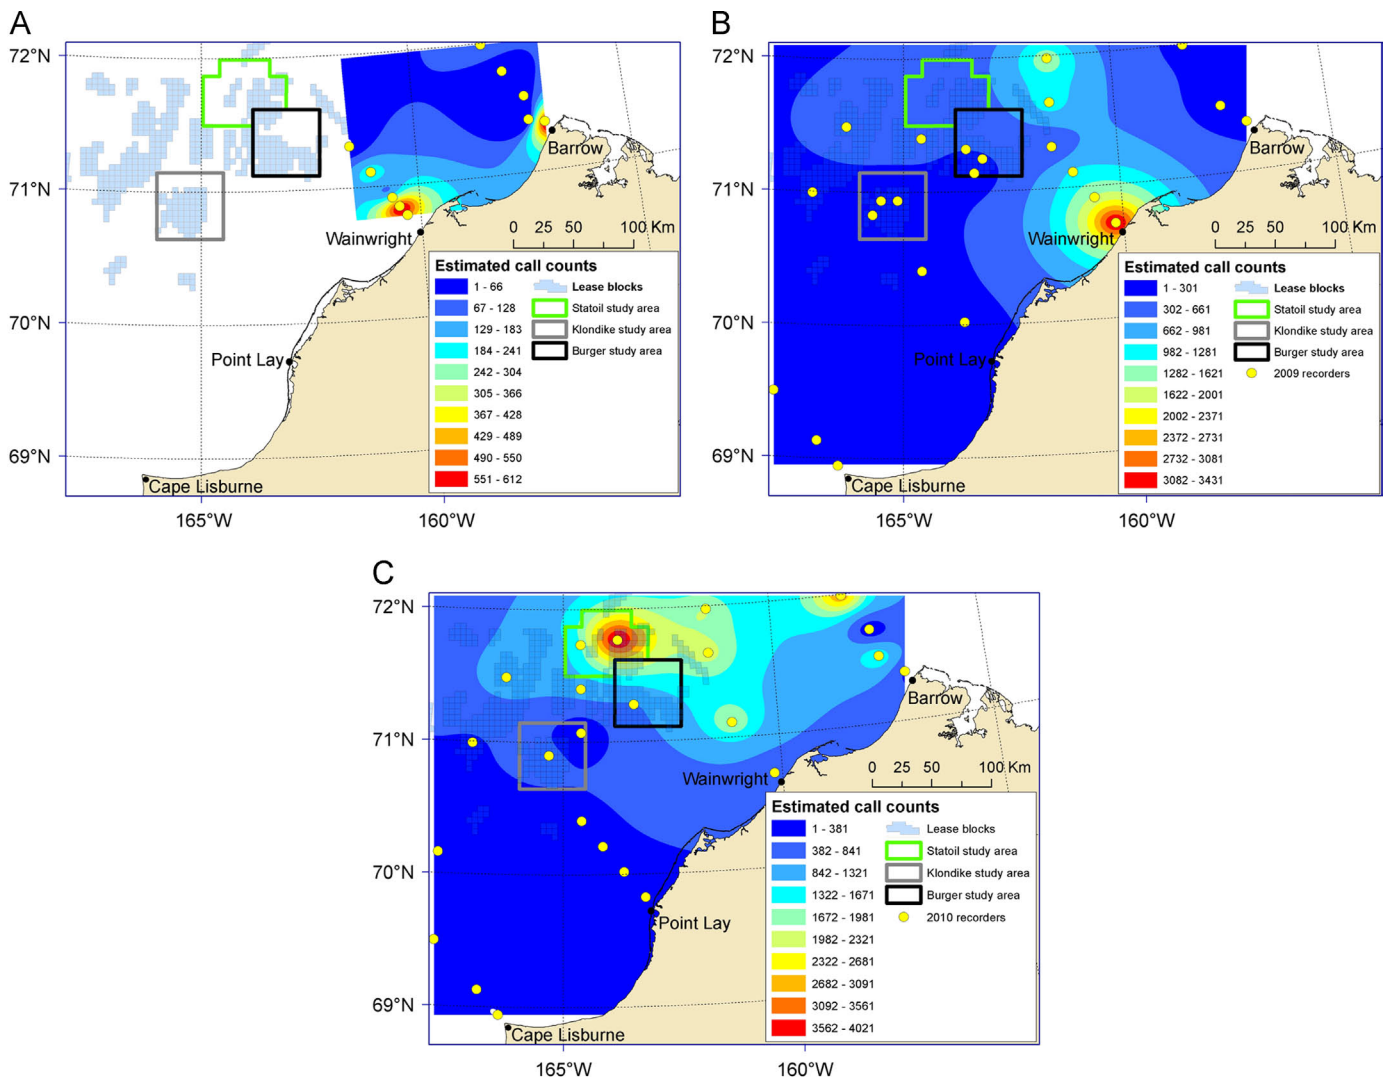 A
72°N
71°N
70°N
69°N
165°W
160°W
Barrow
Wainwright
Point Lay
Cape Lisburne
0 25 50 100 Km
Estimated call counts
1 - 66
67 - 128
129 - 183
184 - 241
242 - 304
305 - 366
367 - 428
429 - 489
490 - 550
551 - 612
Lease blocks
Statoil study area
Klondike study area
Burger study area
B
72°N
71°N
70°N
69°N
165°W
160°W
Barrow
Wainwright
Point Lay
Cape Lisburne
0 25 50 100 Km
Estimated call counts
1 - 301
302 - 661
662 - 981
982 - 1281
1282 - 1621
1622 - 2001
2002 - 2371
2372 - 2731
2732 - 3081
3082 - 3431
Lease blocks
Statoil study area
Klondike study area
Burger study area
2009 recorders
C
72°N
71°N
70°N
69°N
165°W
160°W
Barrow
Wainwright
Point Lay
Cape Lisburne
0 25 50 100 Km
Estimated call counts
1 - 381
382 - 841
842 - 1321
1322 - 1671
1672 - 1981
1982 - 2321
2322 - 2681
2682 - 3091
3092 - 3561
3562 - 4021
Lease blocks
Statoil study area
Klondike study area
Burger study area
2010 recorders